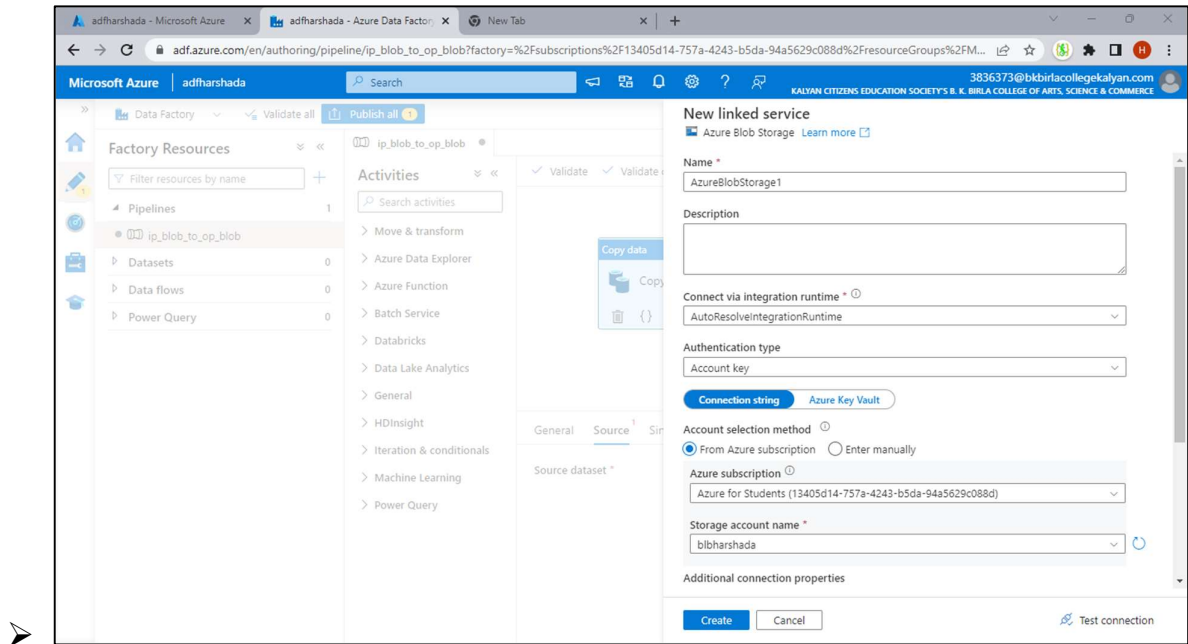 adfharshada - Microsoft Azure
adfharshada - Azure Data Factor
New Tab
adf.azure.com/en/authoring/pipeline/ip_blob_to_op_blob?factory=%2Fsubscriptions%2F13405d14-757a-4243-b5da-94a5629c088d%2FresourceGroups%2FM...
H
Microsoft Azure | adfharshada
Search
3836373@bkbirlacollegekalyan.com
KALYAN CITIZENS EDUCATION SOCIETY'S B. K. BIRLA COLLEGE OF ARTS, SCIENCE & COMMERCE
Data Factory
Validate all
Publish all 1
Factory Resources
Filter resources by name
Pipelines 1
ip_blob_to_op_blob
Datasets 0
Data flows 0
Power Query 0
ip_blob_to_op_blob
Activities
Search activities
Move & transform
Azure Data Explorer
Azure Function
Batch Service
Databricks
Data Lake Analytics
General
HDInsight
Iteration & conditionals
Machine Learning
Power Query
Validate
Validate
Copy data
Copy
General Source 1
Source dataset *
New linked service
Azure Blob Storage Learn more
Name *
AzureBlobStorage1
Description
Connect via integration runtime *
AutoResolveIntegrationRuntime
Authentication type
Account key
Connection string Azure Key Vault
Account selection method
From Azure subscription Enter manually
Azure subscription
Azure for Students (13405d14-757a-4243-b5da-94a5629c088d)
Storage account name *
blbharshada
Additional connection properties
Create Cancel Test connection